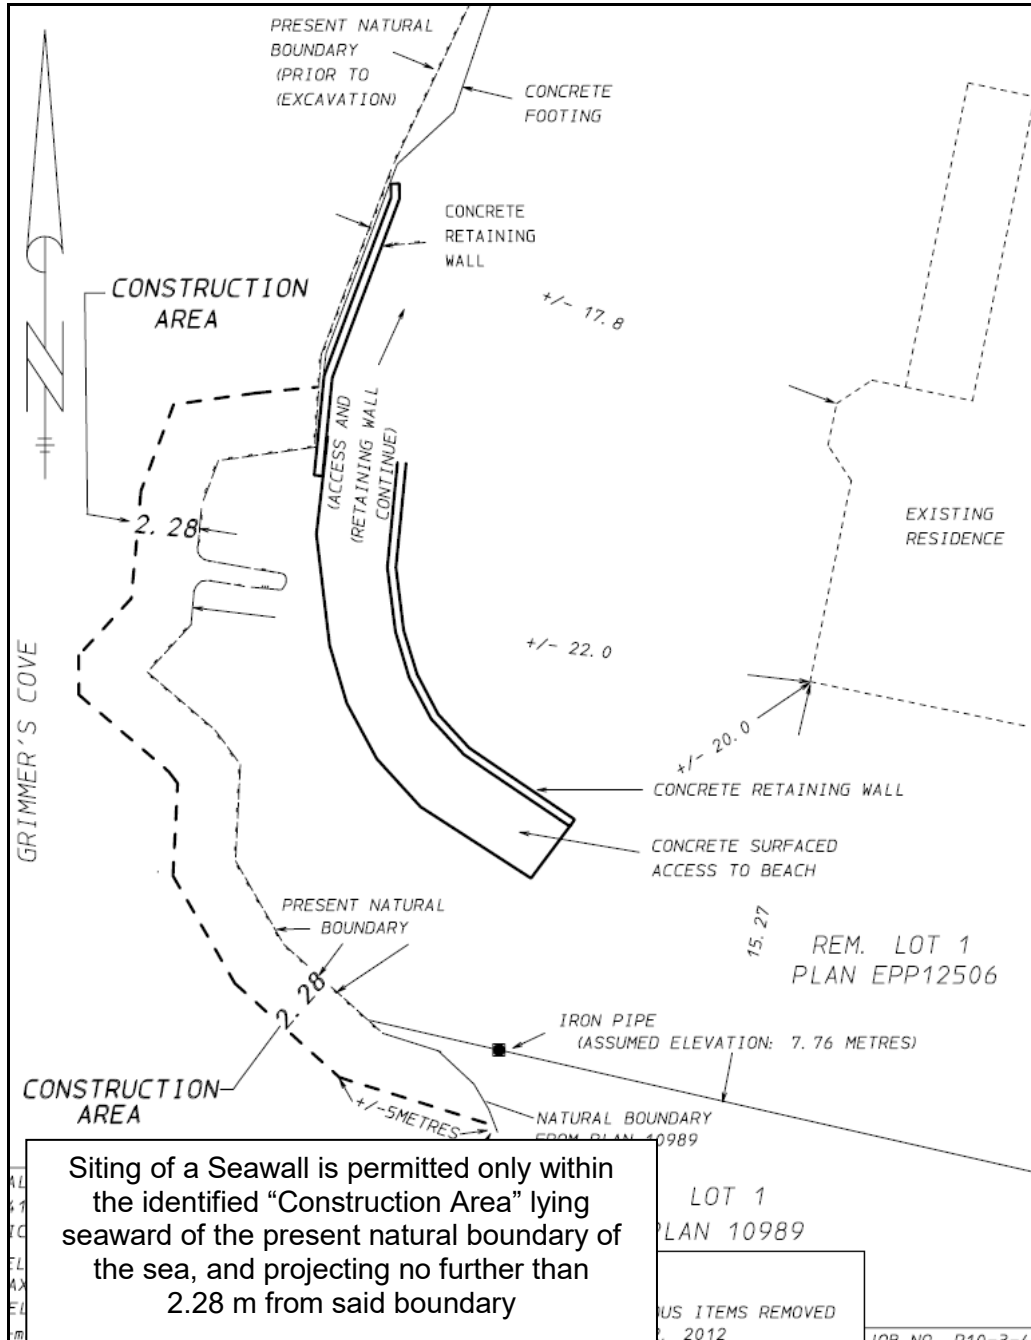 PRESENT NATURAL
BOUNDARY
(PRIOR TO
(EXCAVATION)
CONCRETE
FOOTING
CONCRETE
RETAINING
WALL
CONSTRUCTION
AREA
+/- 17.8
(ACCESS AND
(RETAINING WALL
CONTINUE)
N
2.28
EXISTING
RESIDENCE
GRIMMER'S COVE
+/- 22.0
+/- 20.0
CONCRETE RETAINING WALL
CONCRETE SURFACED
ACCESS TO BEACH
PRESENT NATURAL
BOUNDARY
15.27
REM. LOT 1
PLAN EPP12506
2.28
IRON PIPE
(ASSUMED ELEVATION: 7.76 METRES)
CONSTRUCTION
AREA
+/-5METRES
NATURAL BOUNDARY
FROM PLAN 10989
Siting of a Seawall is permitted only within
the identified “Construction Area” lying
seaward of the present natural boundary of
the sea, and projecting no further than
2.28 m from said boundary
LOT 1
PLAN 10989
ITEMS REMOVED
2012
JOB NO.